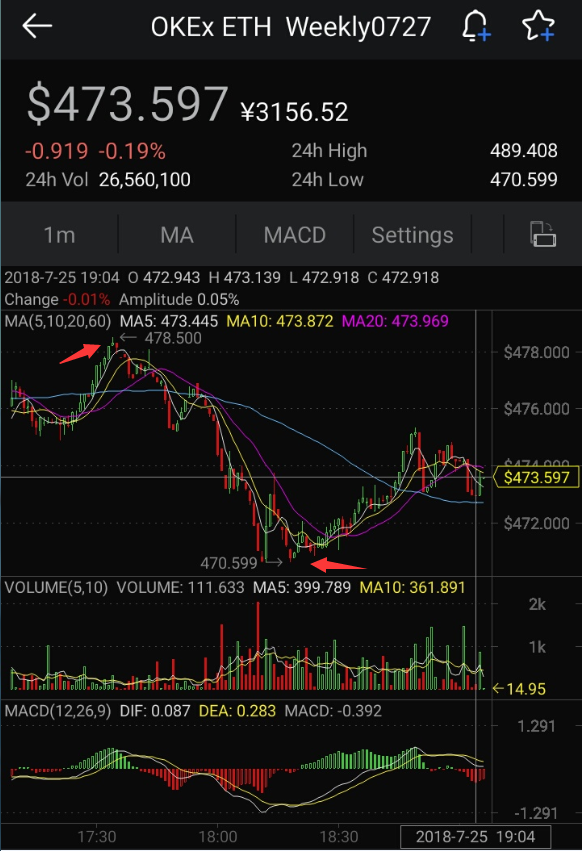 OKEx ETH Weekly0727
$473.597 ¥3156.52
-0.919 -0.19% 24h High 489.408
24h Vol 26,560,100 24h Low 470.599
1m MA MACD Settings
2018-7-25 19:04 O 472.943 H 473.139 L 472.918 C 472.918
Change -0.01% Amplitude 0.05%
MA(5,10,20,60) MA5: 473.445 MA10: 473.872 MA20: 473.969
478.500
$478.000
$476.000
$474.000
$473.597
$472.000
470.599
VOLUME(5,10) VOLUME: 111.633 MA5: 399.789 MA10: 361.891
2k
1k
14.95
MACD(12,26,9) DIF: 0.087 DEA: 0.283 MACD: -0.392
1.291
-1.291
17:30 18:00 18:30 2018-7-25 19:04